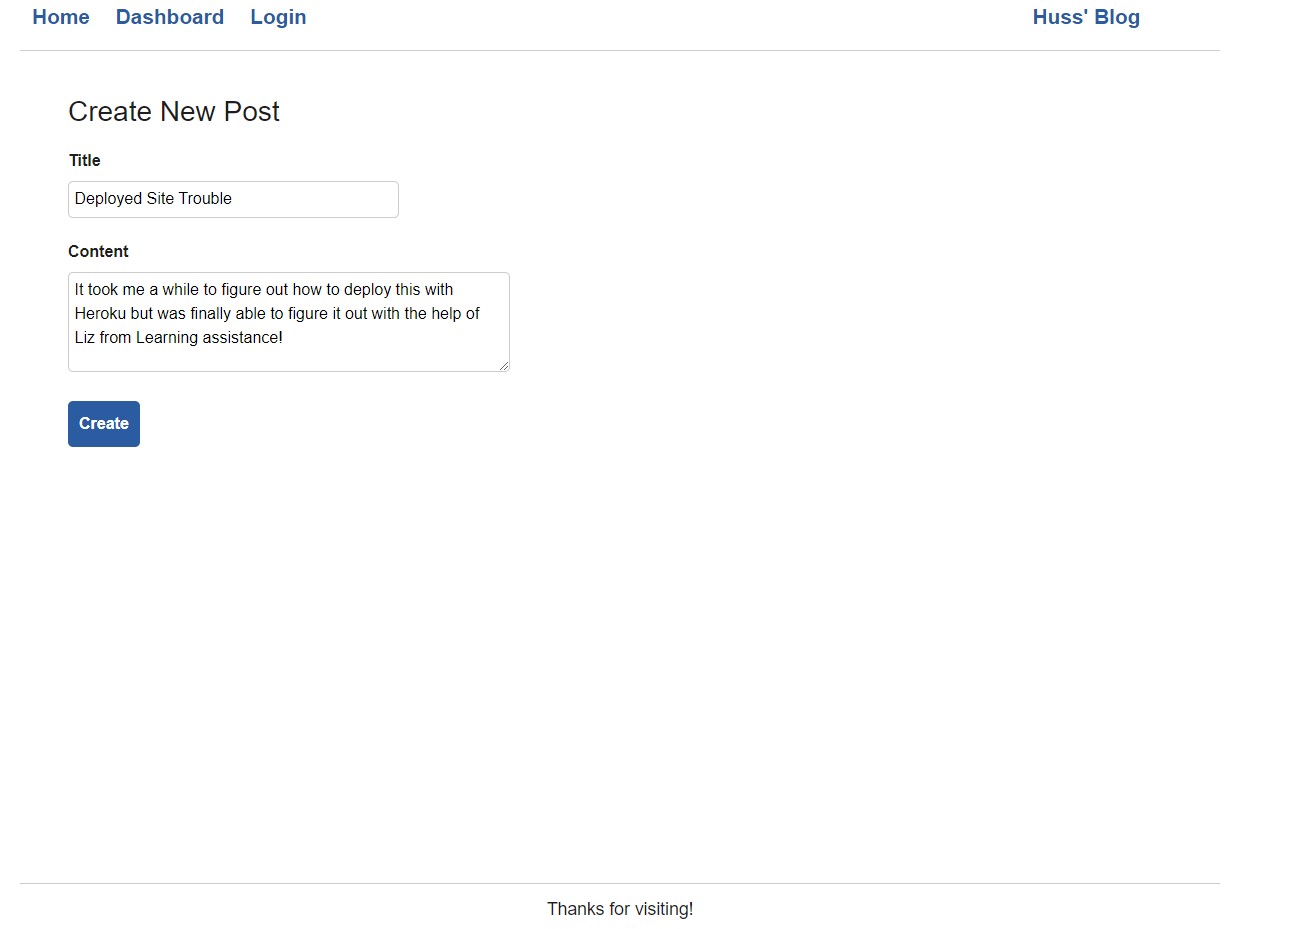 Home Dashboard Login Huss' Blog
Create New Post
Title
Deployed Site Trouble
Content
It took me a while to figure out how to deploy this with
Heroku but was finally able to figure it out with the help of
Liz from Learning assistance!
Create
Thanks for visiting!